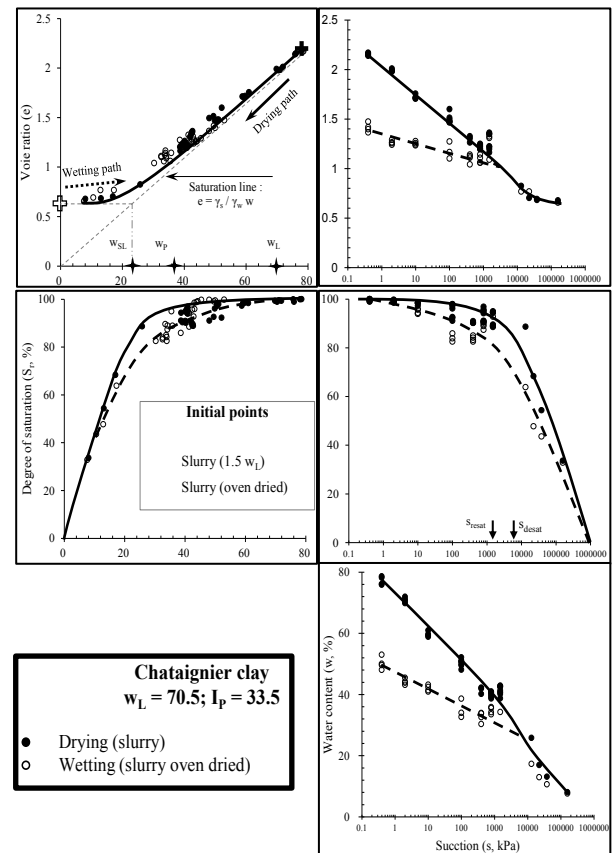 2.5
2
1.5
1
0.5
0
0 20 40 60 80
Voie ratio (e)
Drying path
Wetting path
Saturation line :
e = γs / γw w
wSL
wP
wL
2.5
2.0
1.5
1.0
0.5
0.0
0.1 1 10 100 1000 10000 100000 1000000
100
80
60
40
20
0
0 20 40 60 80
Degree of saturation (Sr, %)
Initial points
Slurry (1.5 wL)
Slurry (oven dried)
100
80
60
40
20
0
0.1 1 10 100 1000 10000 100000 1000000
sresat
sdesat
80
60
40
20
0
0.1 1 10 100 1000 10000 100000 1000000
Water content (w, %)
Sucction (s, kPa)
Chataignier clay
wL = 70.5; IP = 33.5
Drying (slurry)
Wetting (slurry oven dried)